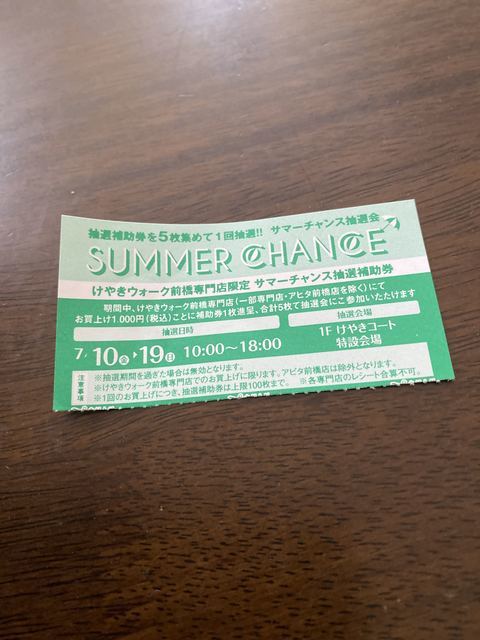 抽選補助券を5枚集めて1回抽選!! サマーチャンス抽選会
SUMMER CHANCE
けやきウォーク前橋専門店限定 サマーチャンス抽選補助券
期間中、けやきウォーク前橋専門店(一部専門店・アピタ前橋店を除く)にて
お買上げ1,000円(税込)ごとに補助券1枚進呈、合計5枚で抽選会にご参加いただけます
抽選日時
7/10㊎▶19㊐ 10:00〜18:00
抽選会場
1F けやきコート
特設会場
注意事項
※抽選期間を過ぎた場合は無効となります。
※けやきウォーク前橋専門店でのお買上げに限ります。アピタ前橋店は除外となります。
※1回のお買上げにつき、抽選補助券は上限100枚まで。 ※各専門店のレシート合算不可。